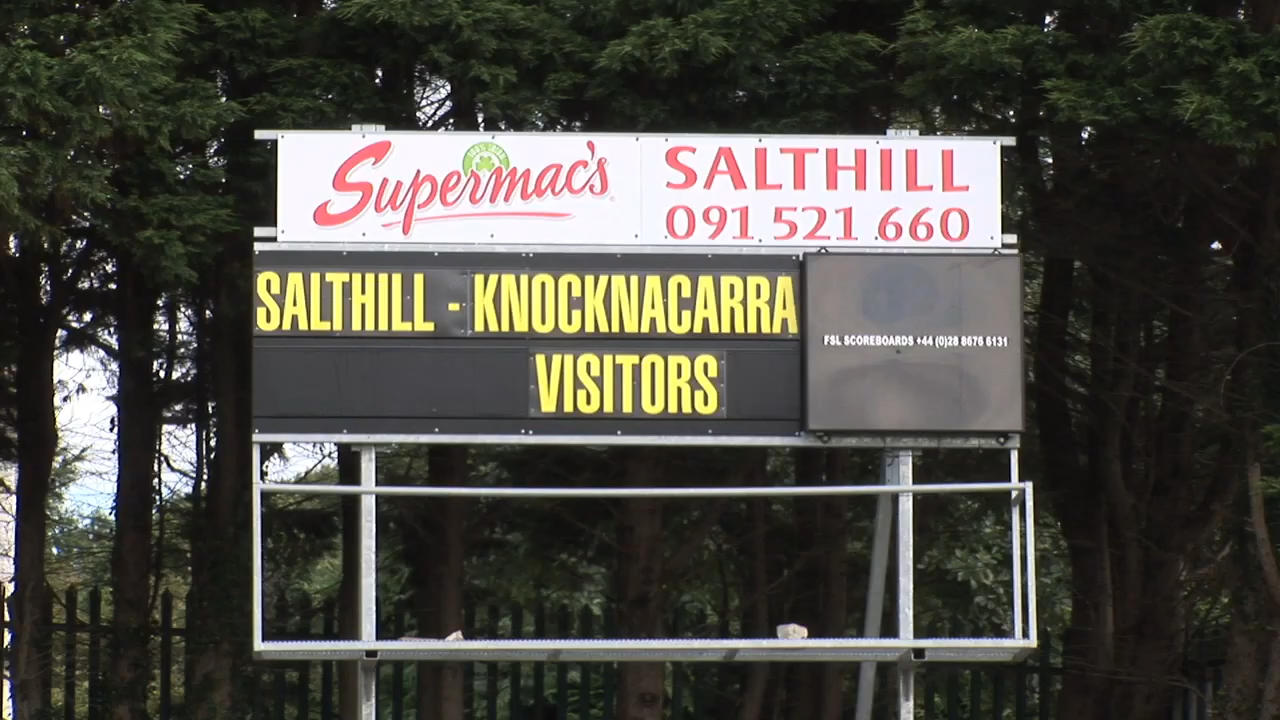 Supermac's
SALTHILL
091 521 660
SALTHILL - KNOCKNACARRA
VISITORS
FSL SCOREBOARDS +44 (0)28 8676 6131